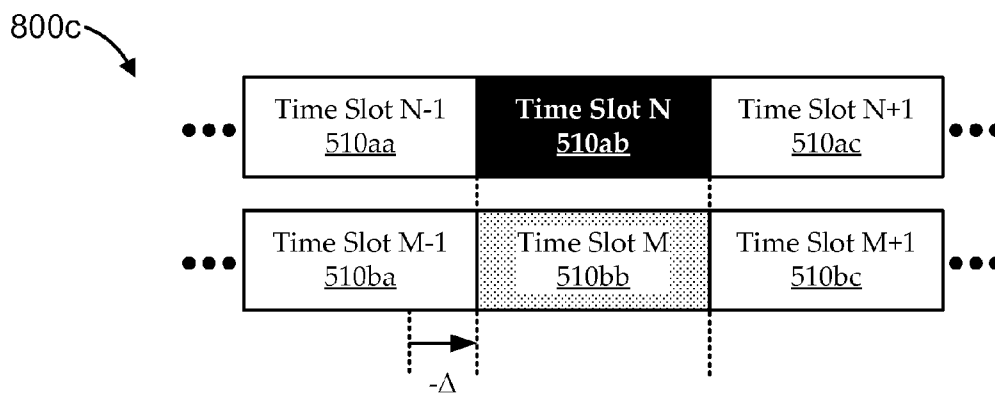 800c
Time Slot N-1
510aa
Time Slot N
510ab
Time Slot N+1
510ac
Time Slot M-1
510ba
Time Slot M
510bb
Time Slot M+1
510bc
-Δ